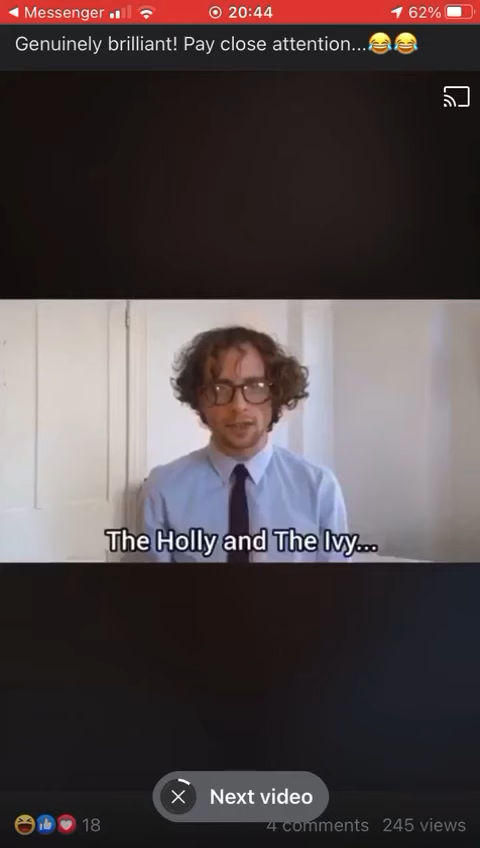 Messenger 20:44 62%
Genuinely brilliant! Pay close attention...😂😂
The Holly and The Ivy...
Next video
18 4 comments 245 views